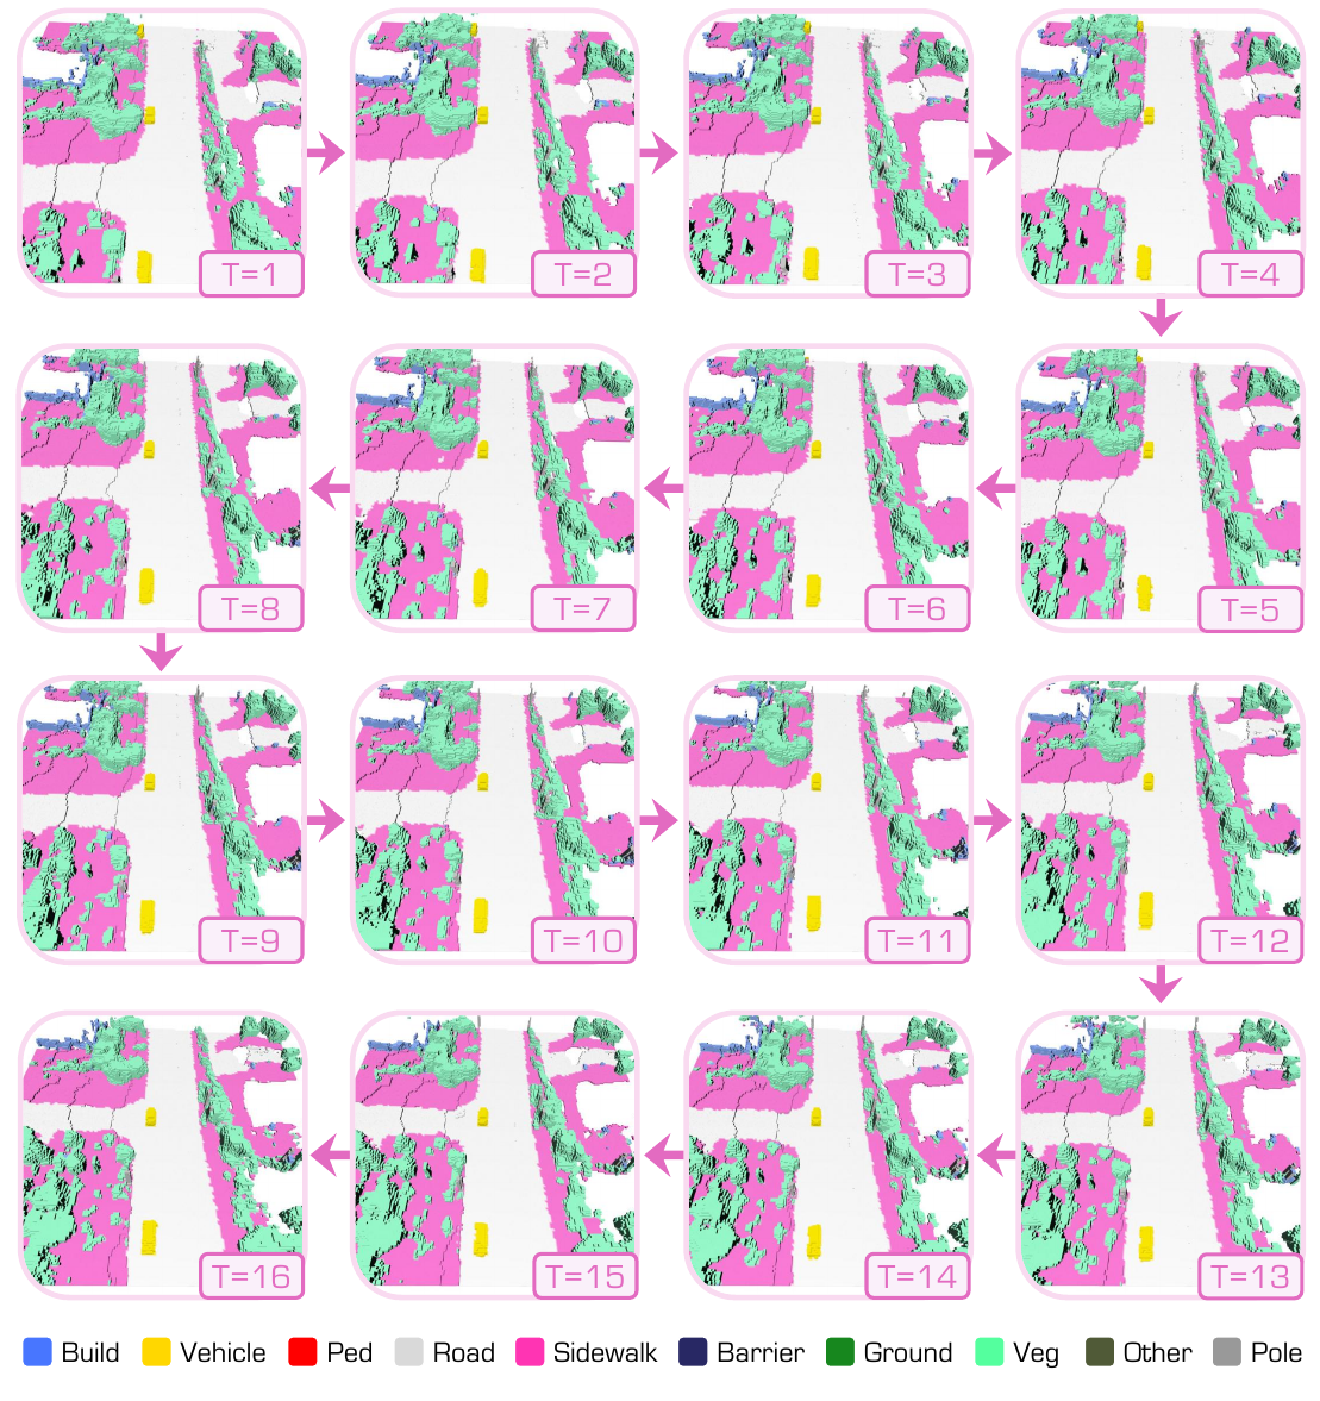 T=1
T=2
T=3
T=4
T=8
T=7
T=6
T=5
T=9
T=10
T=11
T=12
T=16
T=15
T=14
T=13
Build Vehicle Ped Road Sidewalk Barrier Ground Veg Other Pole